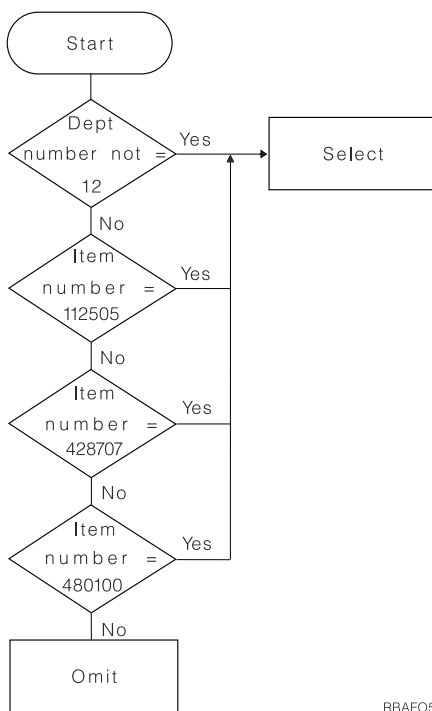 Start
Dept
number not =
12
Yes
Select
No
Item
number =
112505
Yes
No
Item
number =
428707
Yes
No
Item
number =
480100
Yes
No
Omit